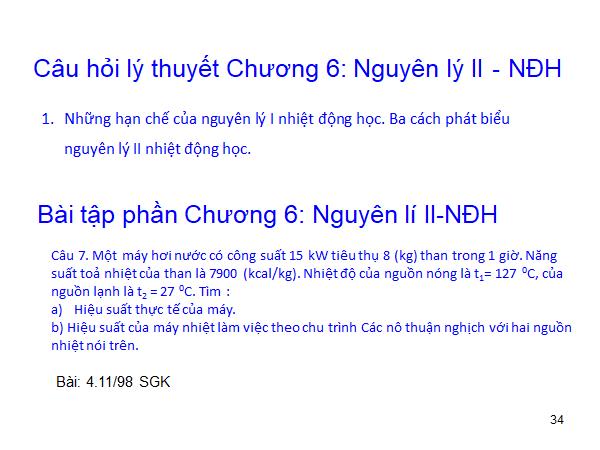 Câu hỏi lý thuyết Chương 6: Nguyên lý II - NĐH
1. Những hạn chế của nguyên lý I nhiệt động học. Ba cách phát biểu
nguyên lý II nhiệt động học.
Bài tập phần Chương 6: Nguyên lí II-NĐH
Câu 7. Một máy hơi nước có công suất 15 kW tiêu thụ 8 (kg) than trong 1 giờ. Năng
suất toả nhiệt của than là 7900 (kcal/kg). Nhiệt độ của nguồn nóng là t₁= 127 ⁰C, của
nguồn lạnh là t₂ = 27 ⁰C. Tìm :
a) Hiệu suất thực tế của máy.
b) Hiệu suất của máy nhiệt làm việc theo chu trình Các nô thuận nghịch với hai nguồn
nhiệt nói trên.
Bài: 4.11/98 SGK
34